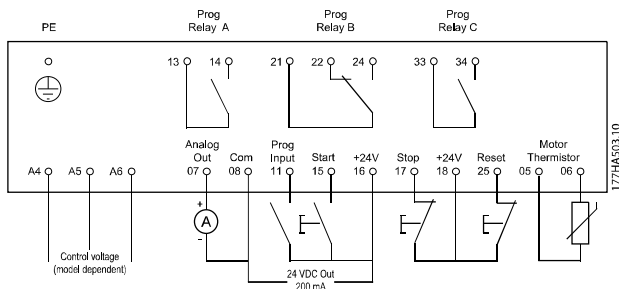 PE
Prog
Relay A
Prog
Relay B
Prog
Relay C
13 14 21 22 24 33 34
Analog
Out
07
Com
08
Prog
Input
11
Start
15
+24V
16
Stop
17
+24V
18
Reset
25
Motor
Thermistor
05 06
A4 A5 A6
+
A
-
Control voltage
(model dependent)
24 VDC Out
200 mA
177HA503.10